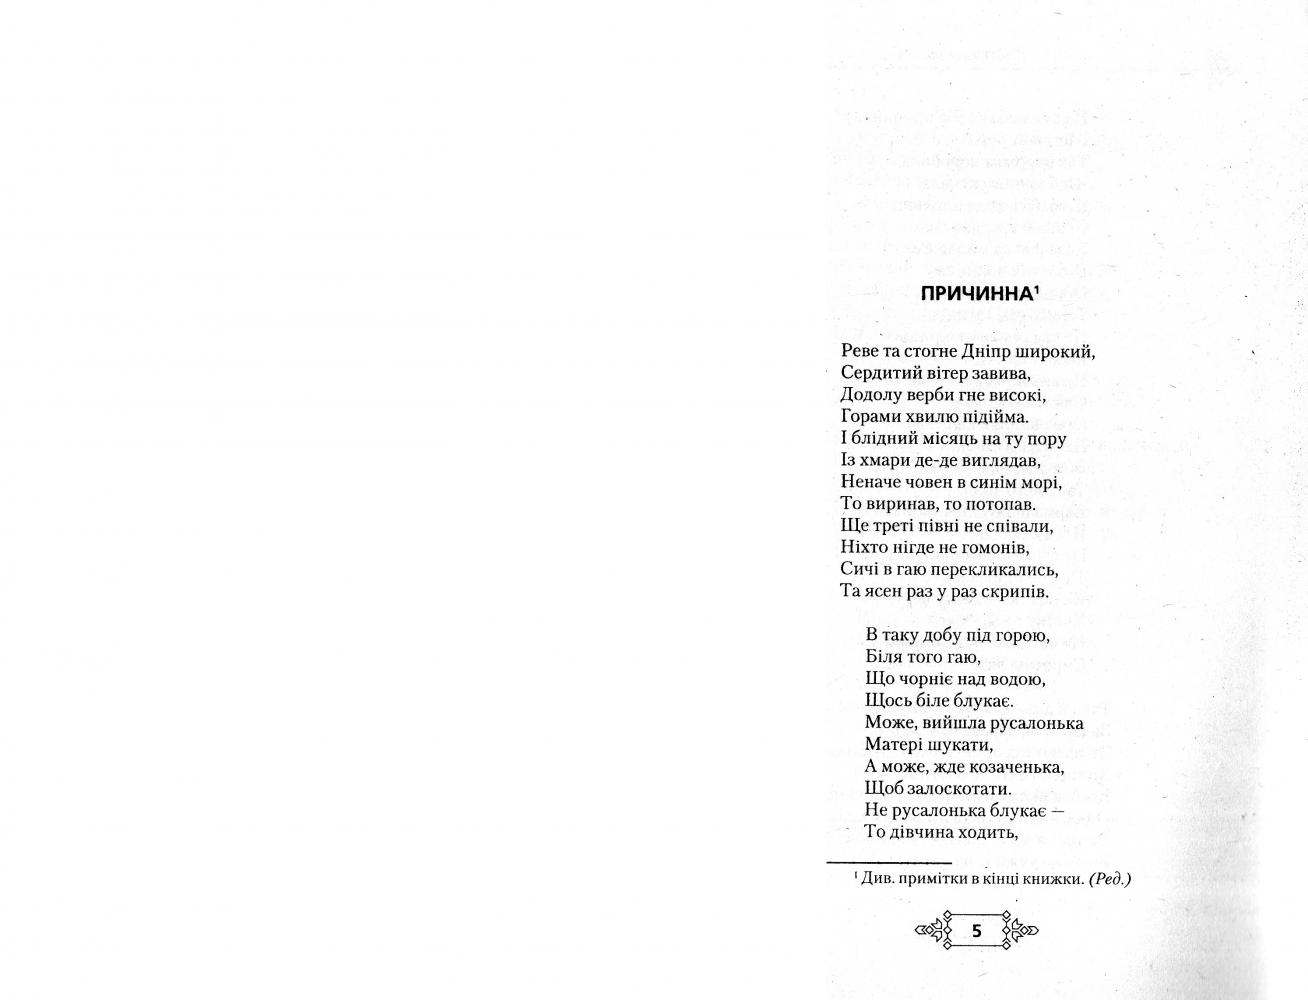 ПРИЧИННА¹
Реве та стогне Дніпр широкий,
Сердитий вітер завива,
Додолу верби гне високі,
Горами хвилю підійма.
І блідний місяць на ту пору
Із хмари де-де виглядав,
Неначе човен в синім морі,
То виринав, то потопав.
Ще треті півні не співали,
Ніхто нігде не гомонів,
Сичі в гаю перекликались,
Та ясен раз у раз скрипів.
В таку добу під горою,
Біля того гаю,
Що чорніє над водою,
Щось біле блукає.
Може, вийшла русалонька
Матері шукати,
А може, жде козаченька,
Щоб залоскотати.
Не русалонька блукає —
То дівчина ходить,
¹ Див. примітки в кінці книжки. (Ред.)
5